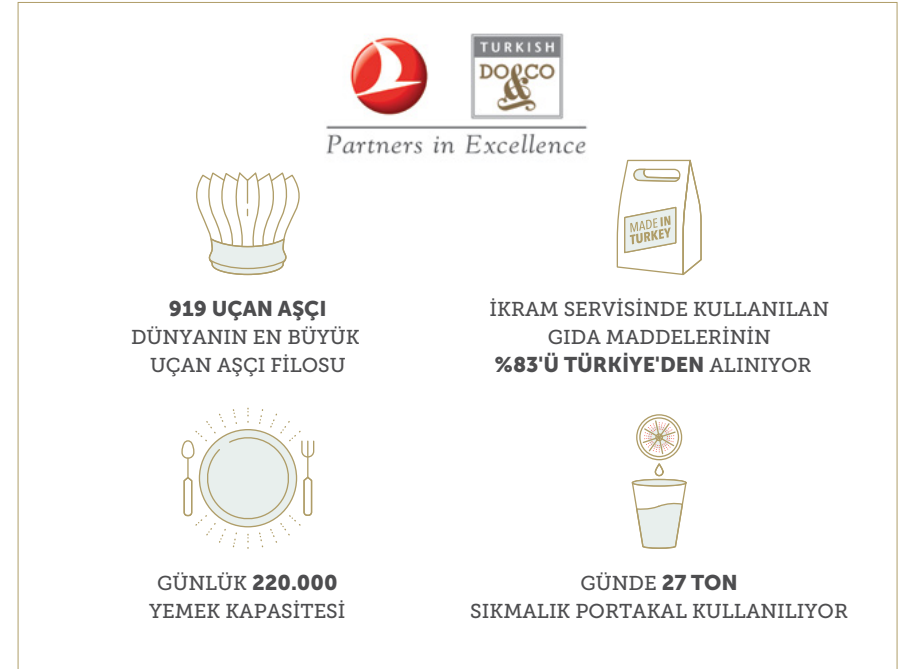 TURKISH
DO&CO
Partners in Excellence
919 UÇAN AŞÇI
DÜNYANIN EN BÜYÜK
UÇAN AŞÇI FİLOSU
MADE IN
TURKEY
İKRAM SERVİSİNDE KULLANILAN
GIDA MADDELERİNİN
%83'Ü TÜRKİYE'DEN ALINIYOR
GÜNLÜK 220.000
YEMEK KAPASİTESİ
GÜNDE 27 TON
SIKMALIK PORTAKAL KULLANILIYOR